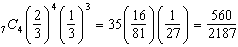 ₇C₄(2/3)⁴(1/3)³ = 35(16/81)(1/27) = 560/2187